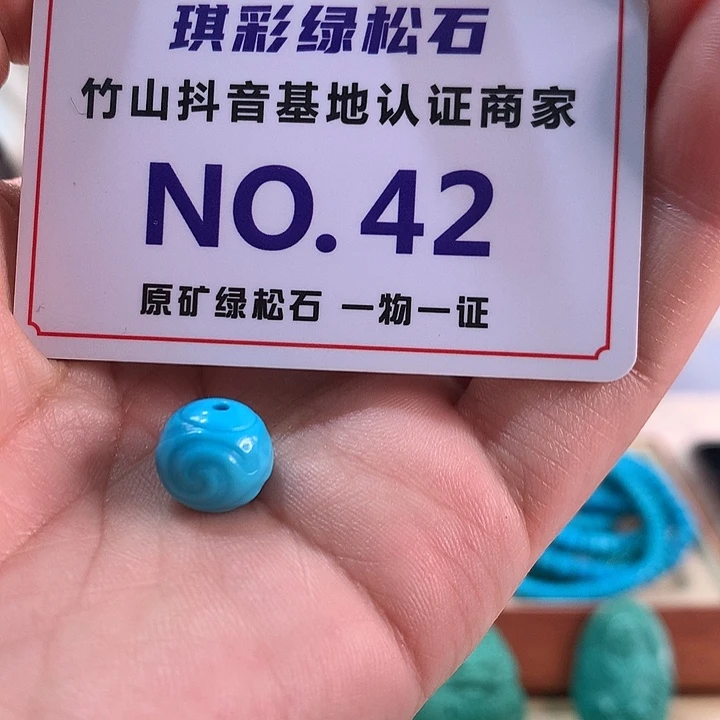 琪彩绿松石
竹山抖音基地认证商家
NO.42
原矿绿松石 一物一证